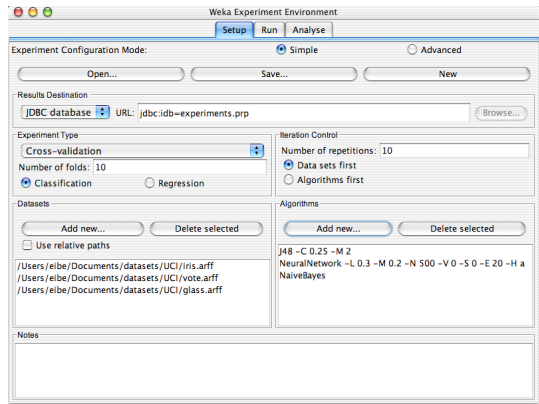 Weka Experiment Environment
Setup Run Analyse
Experiment Configuration Mode: Simple Advanced
Open... Save... New
Results Destination
JDBC database URL: jdbc:idb=experiments.prp Browse...
Experiment Type
Cross-validation
Number of folds: 10
Classification Regression
Iteration Control
Number of repetitions: 10
Data sets first
Algorithms first
Datasets
Add new... Delete selected
Use relative paths
/Users/eibe/Documents/datasets/UCI/iris.arff
/Users/eibe/Documents/datasets/UCI/vote.arff
/Users/eibe/Documents/datasets/UCI/glass.arff
Algorithms
Add new... Delete selected
J48 -C 0.25 -M 2
NeuralNetwork -L 0.3 -M 0.2 -N 500 -V 0 -S 0 -E 20 -H a
NaiveBayes
Notes